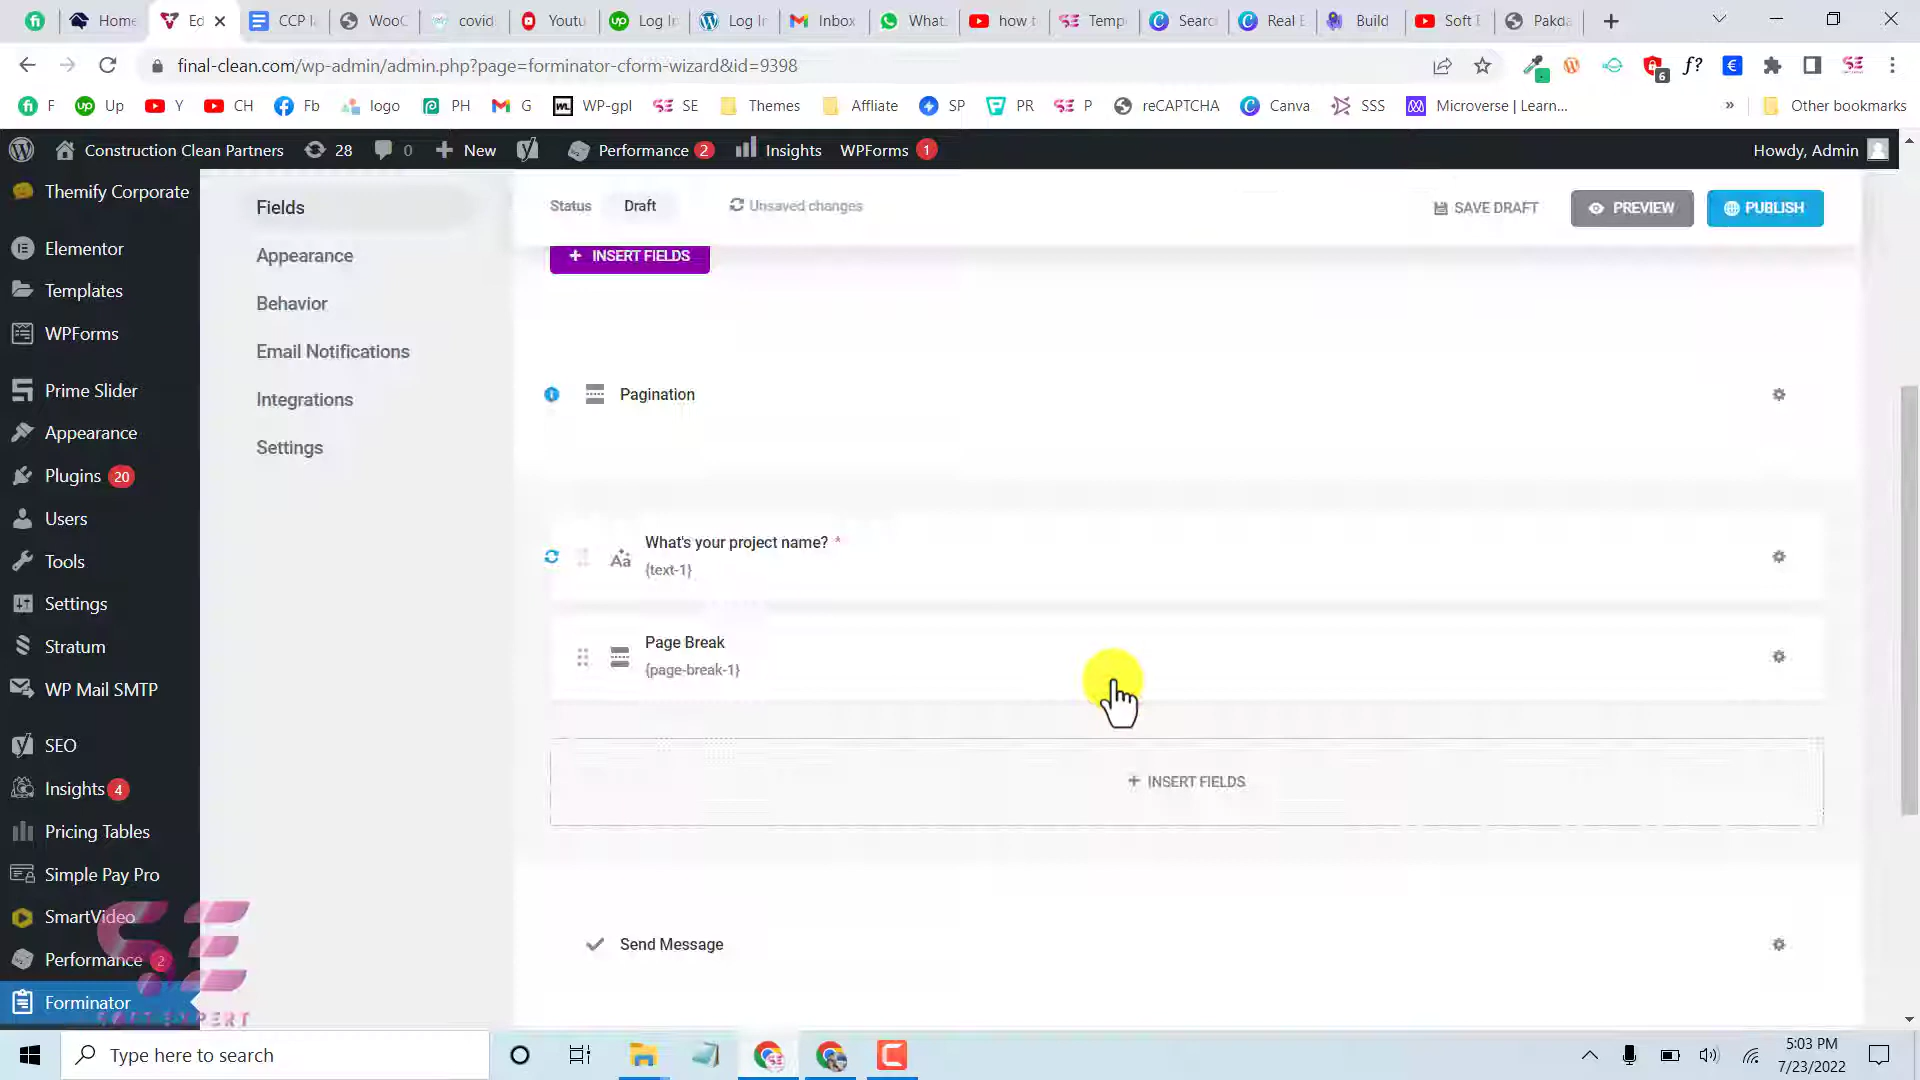 Home
Ed
CCP I
WooC
covid
Youtu
Log In
Log In
Inbox
What
how t
Temp
Searc
Real E
Build
Soft E
Pakda
final-clean.com/wp-admin/admin.php?page=forminator-cform-wizard&id=9398
6
f?
F
Up
Y
CH
Fb
logo
PH
G
WP-gpl
SE
Themes
Affliate
SP
PR
P
reCAPTCHA
Canva
SSS
Microverse | Learn...
»
Other bookmarks
Construction Clean Partners
28
0
New
Performance 2
Insights
WPForms 1
Howdy, Admin
Themify Corporate
Elementor
Templates
WPForms
Prime Slider
Appearance
Plugins 20
Users
Tools
Settings
Stratum
WP Mail SMTP
SEO
Insights 4
Pricing Tables
Simple Pay Pro
SmartVideo
Performance 2
Forminator
Fields
Appearance
Behavior
Email Notifications
Integrations
Settings
Status
Draft
Unsaved changes
SAVE DRAFT
PREVIEW
PUBLISH
+ INSERT FIELDS
Pagination
What's your project name? *
{text-1}
Page Break
{page-break-1}
+ INSERT FIELDS
Send Message
Type here to search
5:03 PM
7/23/2022